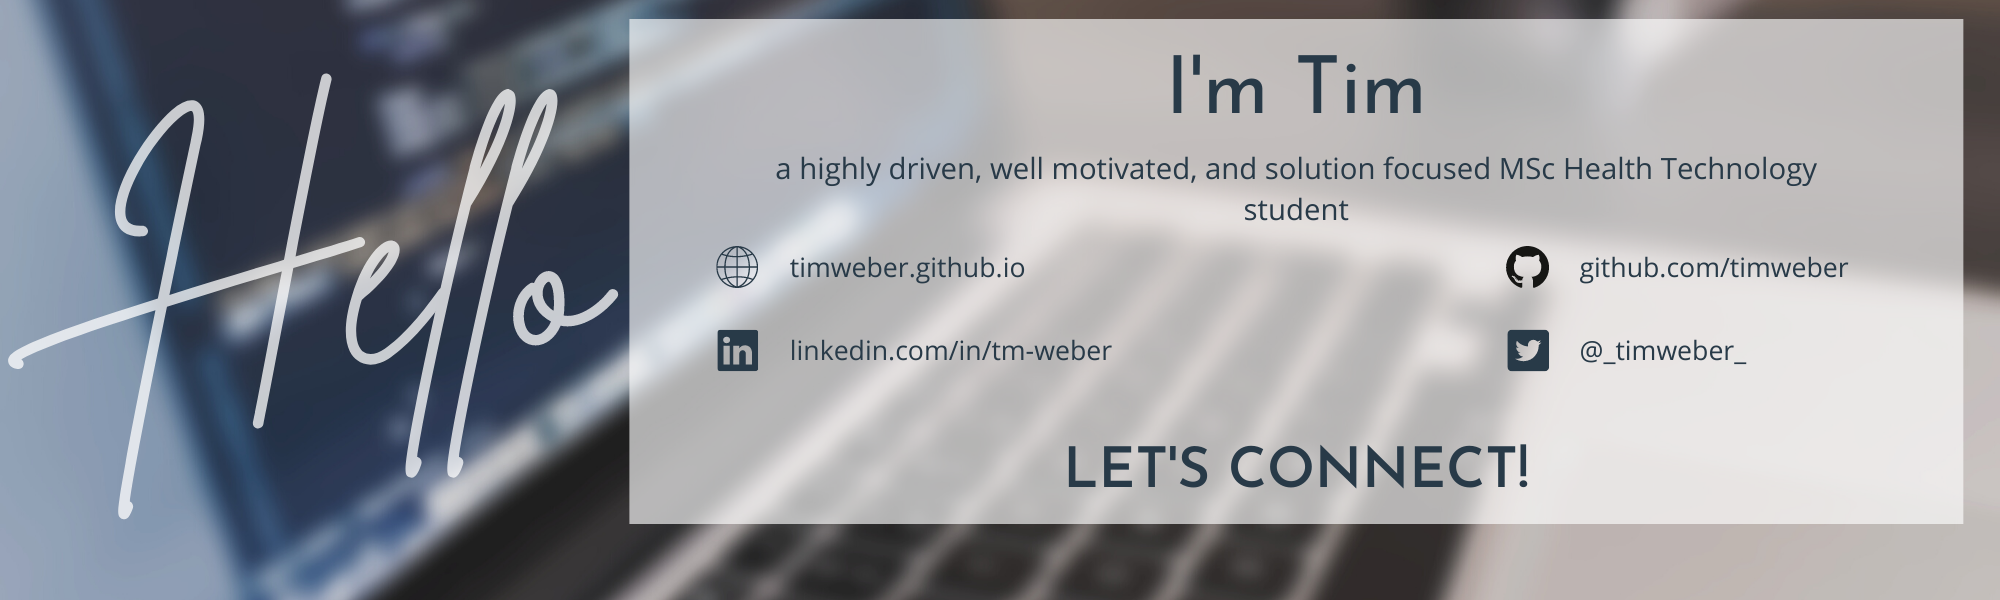 Hello
I'm Tim
a highly driven, well motivated, and solution focused MSc Health Technology
student
timweber.github.io
github.com/timweber
linkedin.com/in/tm-weber
@_timweber_
LET'S CONNECT!